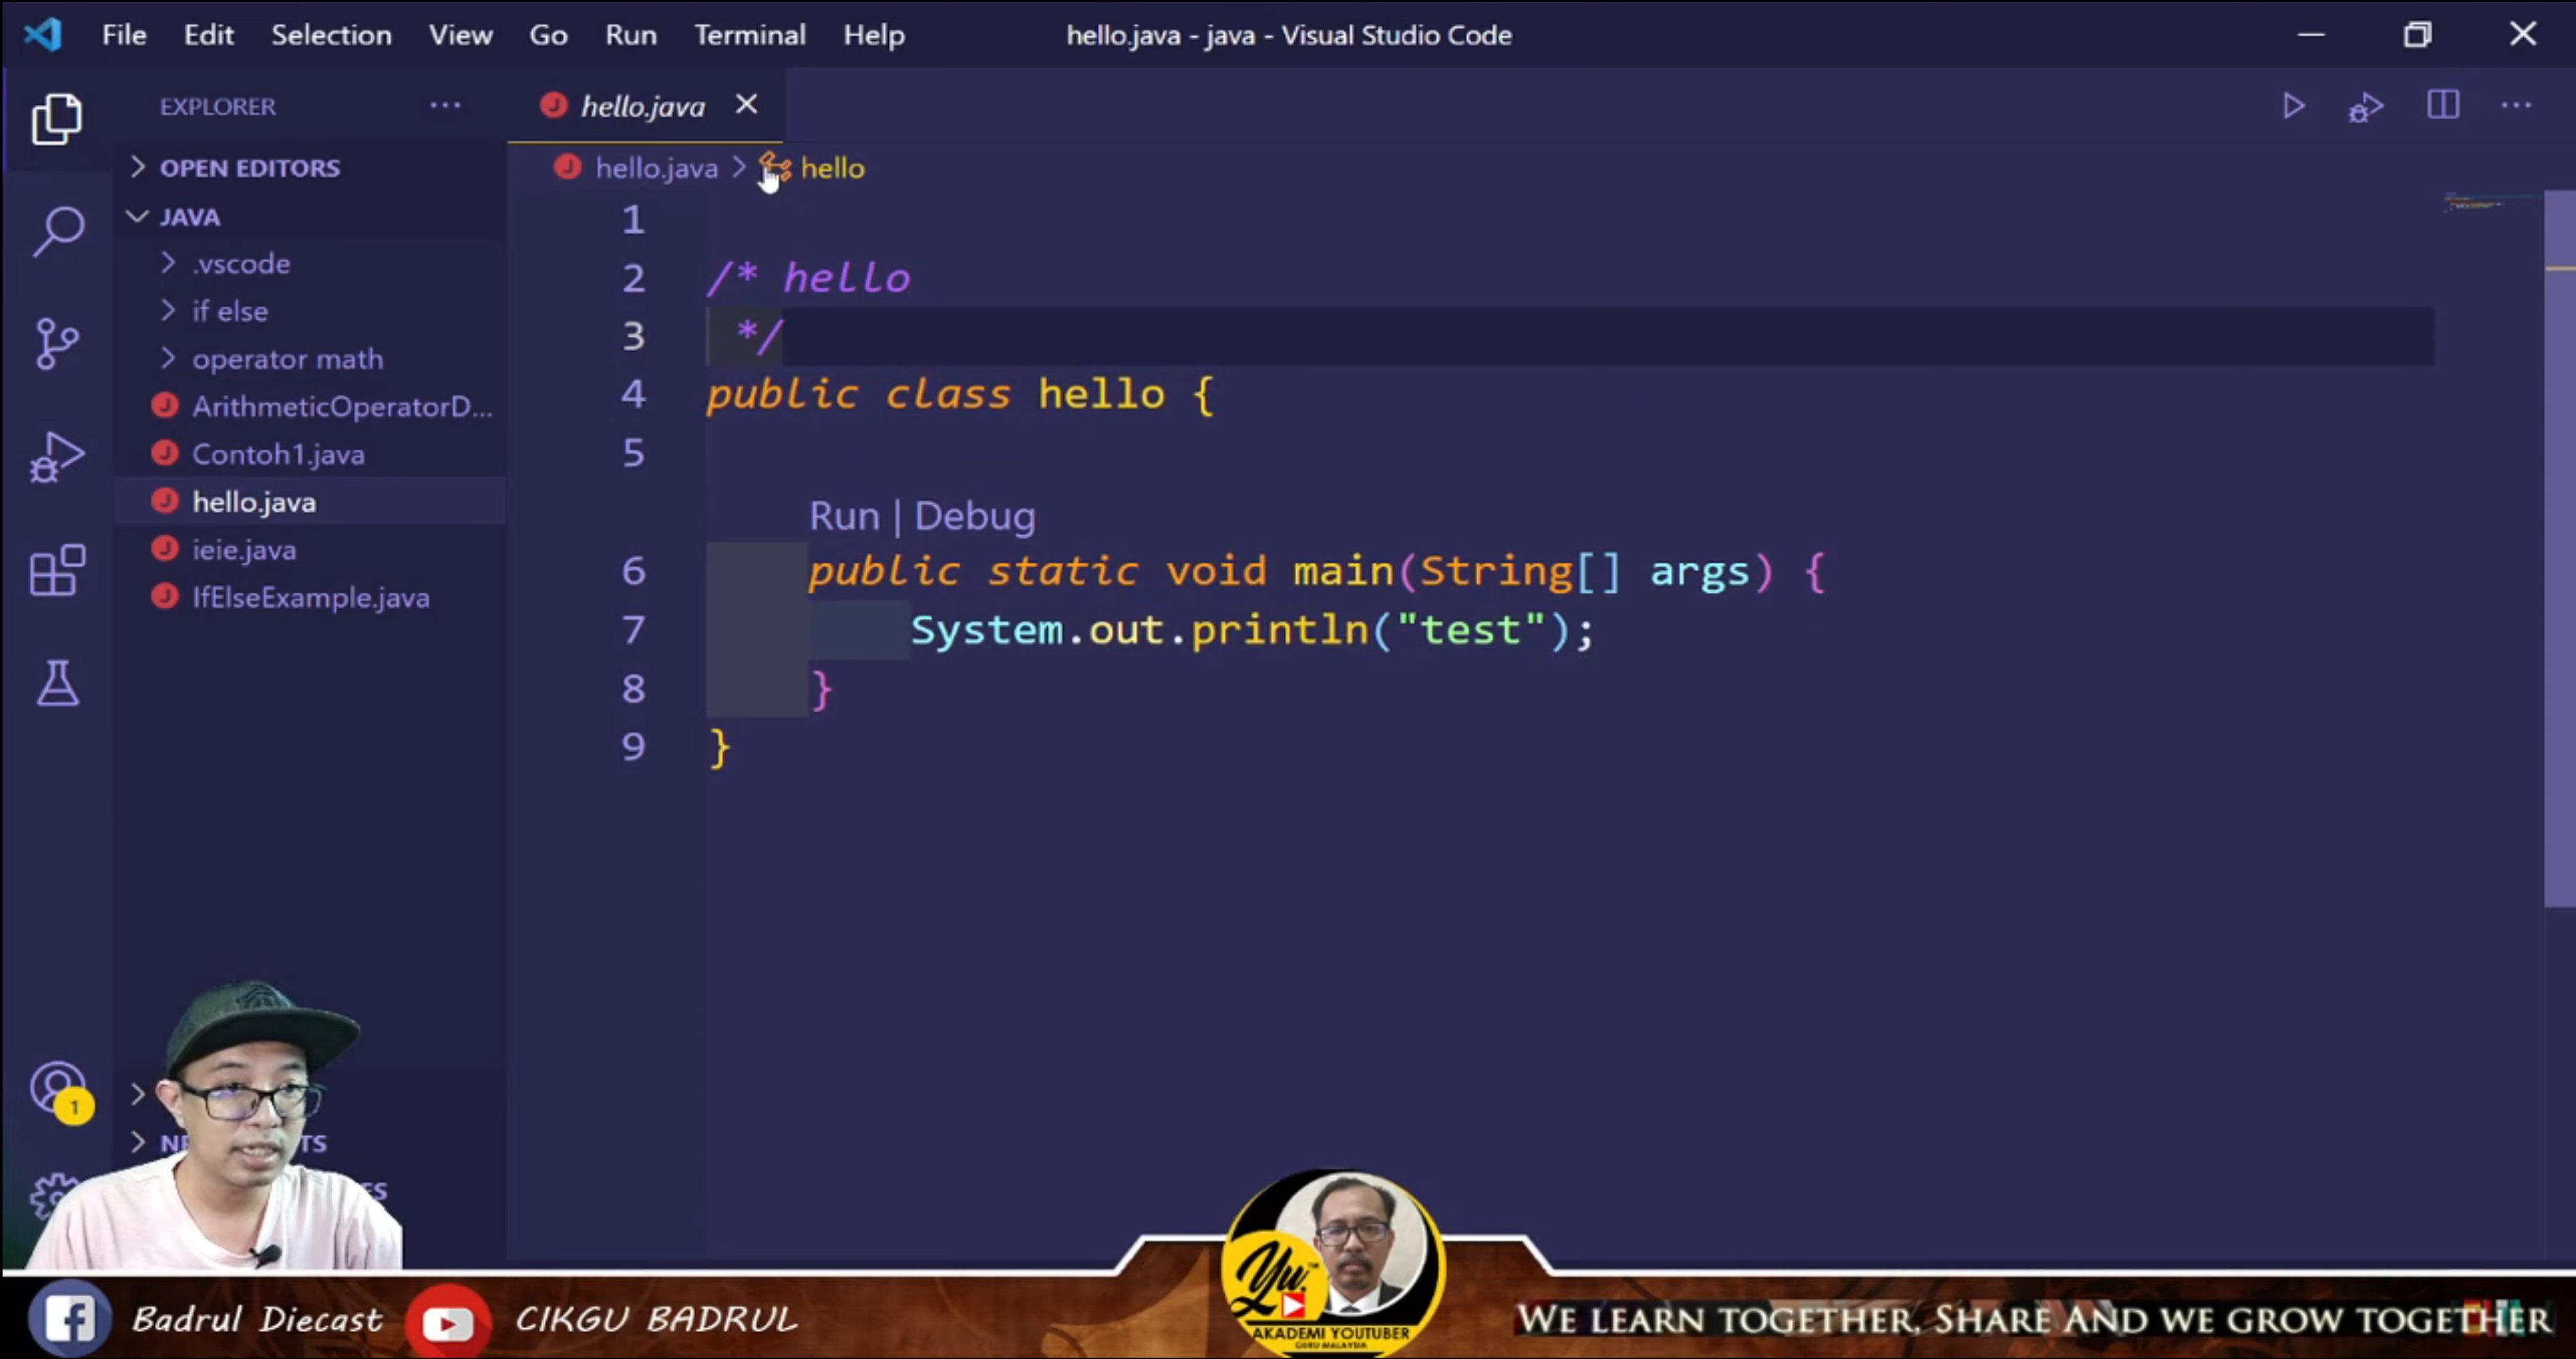 File Edit Selection View Go Run Terminal Help hello.java - java - Visual Studio Code
EXPLORER ···
hello.java
OPEN EDITORS
hello.java > hello
JAVA
.vscode
if else
operator math
ArithmeticOperatorD...
Contoh1.java
hello.java
ieie.java
IfElseExample.java
1
2 /* hello
3 */
4 public class hello {
5
Run | Debug
6 public static void main(String[] args) {
7 System.out.println("test");
8 }
9 }
1
Badrul Diecast
CIKGU BADRUL
Yu.
TM
AKADEMI YOUTUBER
GURU MALAYSIA
WE LEARN TOGETHER, SHARE AND WE GROW TOGETHER